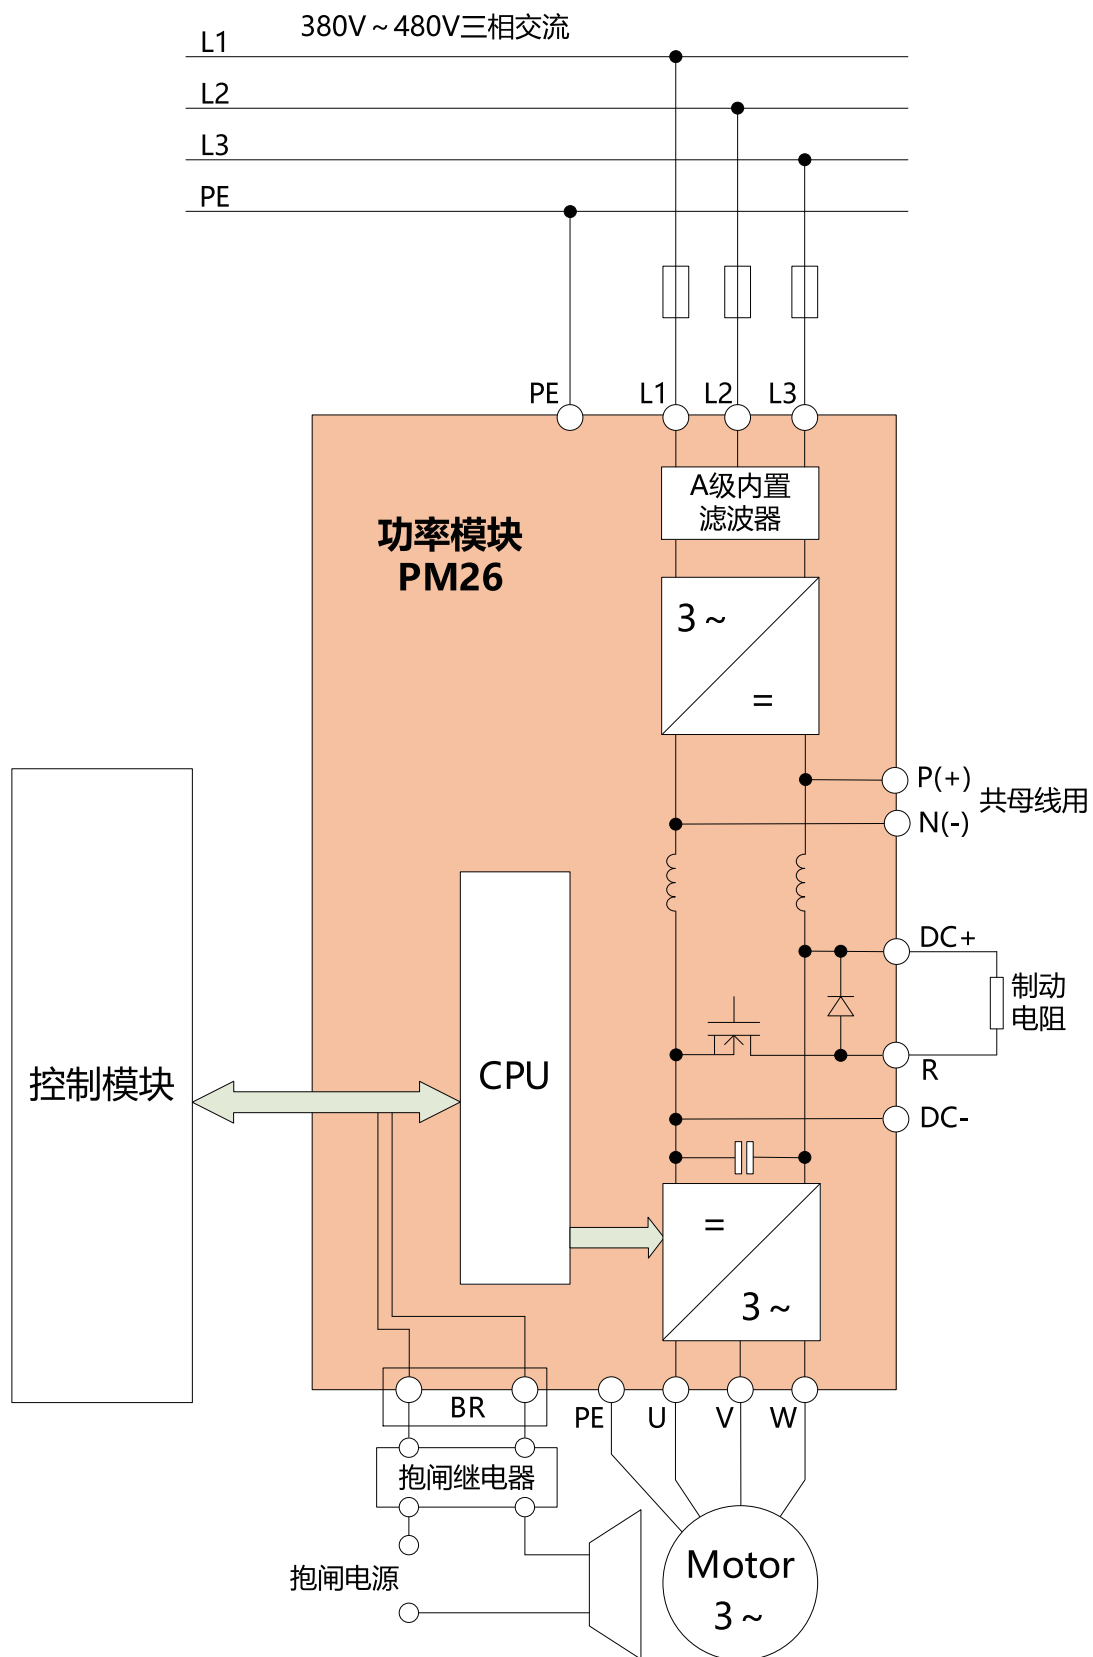 380V～480V三相交流
L1
L2
L3
PE
PE
L1
L2
L3
A级内置
滤波器
功率模块
PM26
3～
=
P(+)
N(-)
共母线用
DC+
制动
电阻
R
DC-
控制模块
CPU
=
3～
BR
PE
U
V
W
抱闸继电器
抱闸电源
Motor
3～